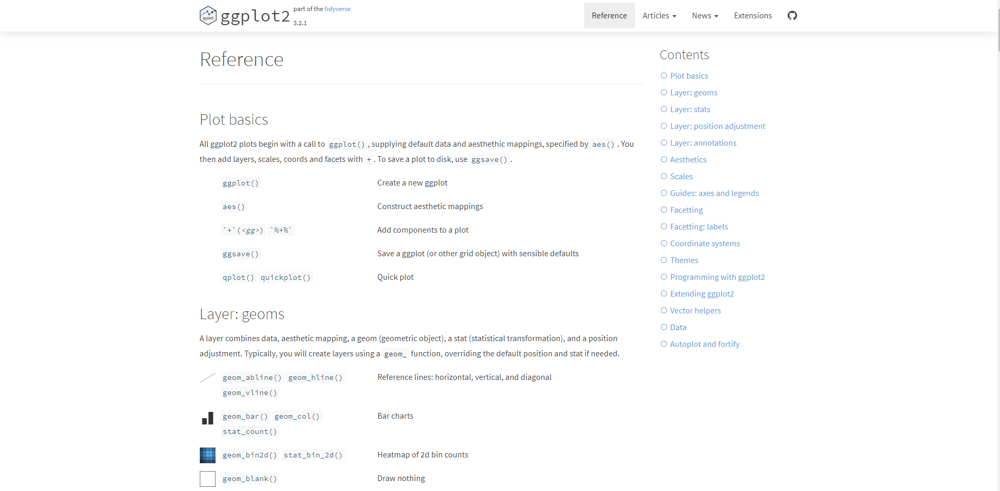 ggplot2
ggplot2 part of the tidyverse
3.2.1
Reference
Articles
News
Extensions
Reference
Plot basics
All ggplot2 plots begin with a call to ggplot() , supplying default data and aesthethic mappings, specified by aes() . You
then add layers, scales, coords and facets with + . To save a plot to disk, use ggsave() .
ggplot() Create a new ggplot
aes() Construct aesthetic mappings
`+`(<gg>) `%+%` Add components to a plot
ggsave() Save a ggplot (or other grid object) with sensible defaults
qplot() quickplot() Quick plot
Layer: geoms
A layer combines data, aesthetic mapping, a geom (geometric object), a stat (statistical transformation), and a position
adjustment. Typically, you will create layers using a geom_ function, overriding the default position and stat if needed.
geom_abline() geom_hline() Reference lines: horizontal, vertical, and diagonal
geom_vline()
geom_bar() geom_col() Bar charts
stat_count()
geom_bin2d() stat_bin_2d() Heatmap of 2d bin counts
geom_blank() Draw nothing
Contents
Plot basics
Layer: geoms
Layer: stats
Layer: position adjustment
Layer: annotations
Aesthetics
Scales
Guides: axes and legends
Facetting
Facetting: labels
Coordinate systems
Themes
Programming with ggplot2
Extending ggplot2
Vector helpers
Data
Autoplot and fortify